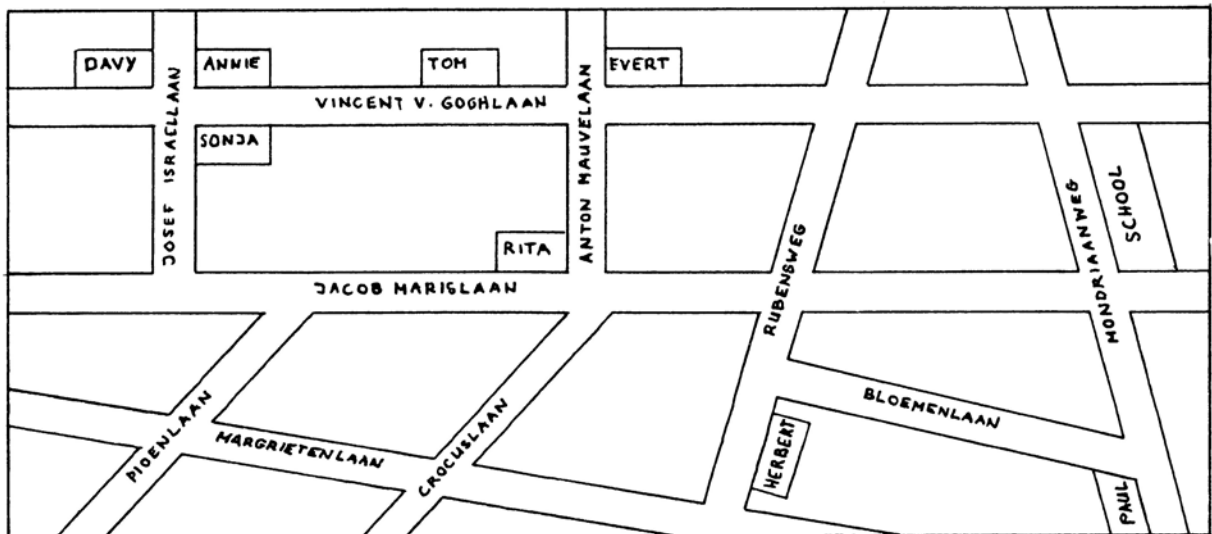 DAVY
ANNIE
TOM
EVERT
VINCENT V. GOGHLAAN
JOSEF ISRAELLAAN
SONJA
ANTON MAUVELAAN
RITA
JACOB MARISLAAN
RUBENSWEG
MONDRIAANWEG
SCHOOL
PIOENLAAN
MARGRIETENLAAN
CROCUSLAAN
BLOEMENLAAN
HERBERT
PAUL